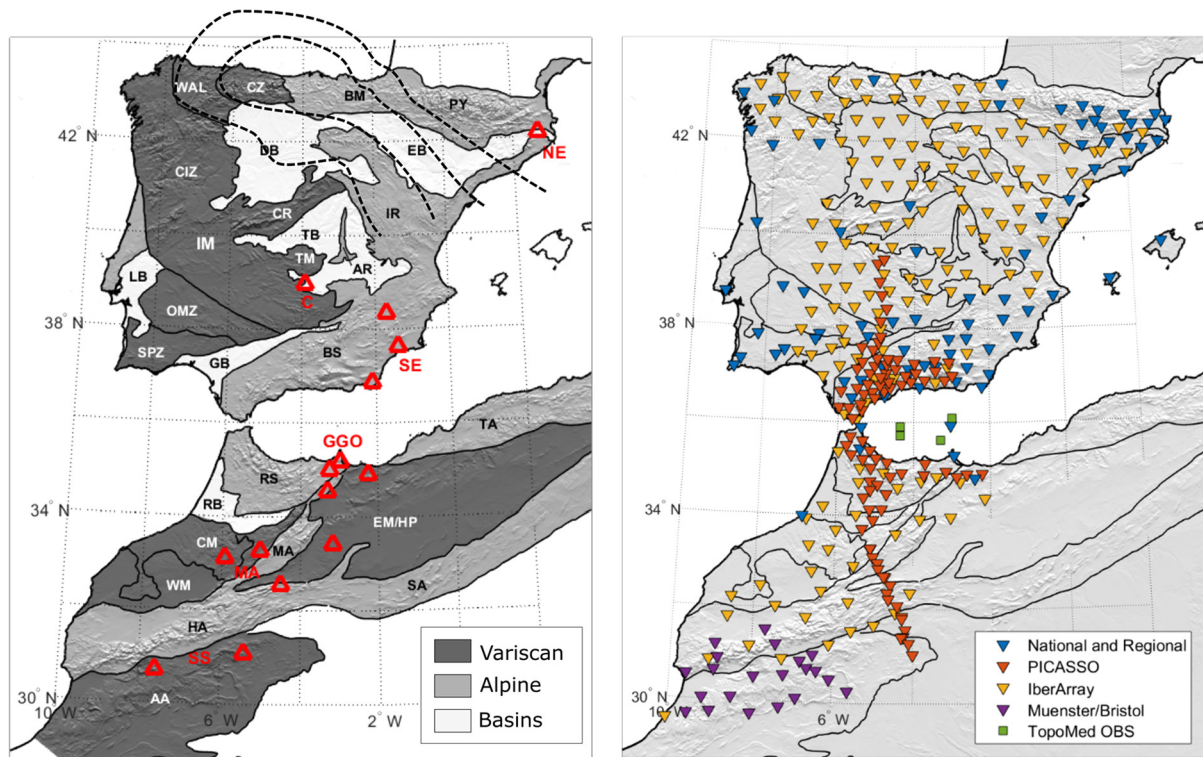 WAL
CZ
BM
PY
42° N
DB
EB
NE
CIZ
CR
IR
IM
TB
TM
LB
AR
C
OMZ
38° N
SPZ
GB
BS
SE
TA
GGO
RS
RB
34° N
EM/HP
CM
MA
MA
WM
SA
HA
SS
AA
30° N
10° W
6° W
2° W
Variscan
Alpine
Basins
42° N
38° N
34° N
30° N
10° W
6° W
National and Regional
PICASSO
IberArray
Muenster/Bristol
TopoMed OBS